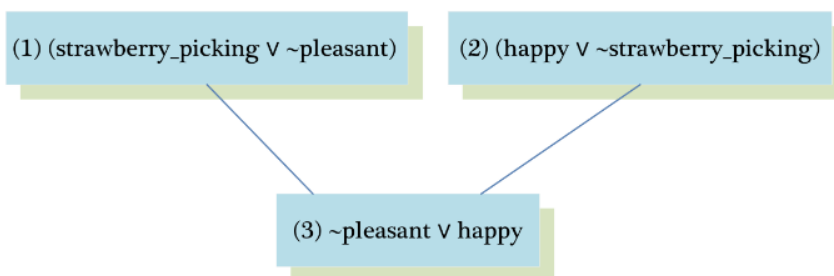 (1) (strawberry_picking ∨ ~pleasant)
(2) (happy ∨ ~strawberry_picking)
(3) ~pleasant ∨ happy